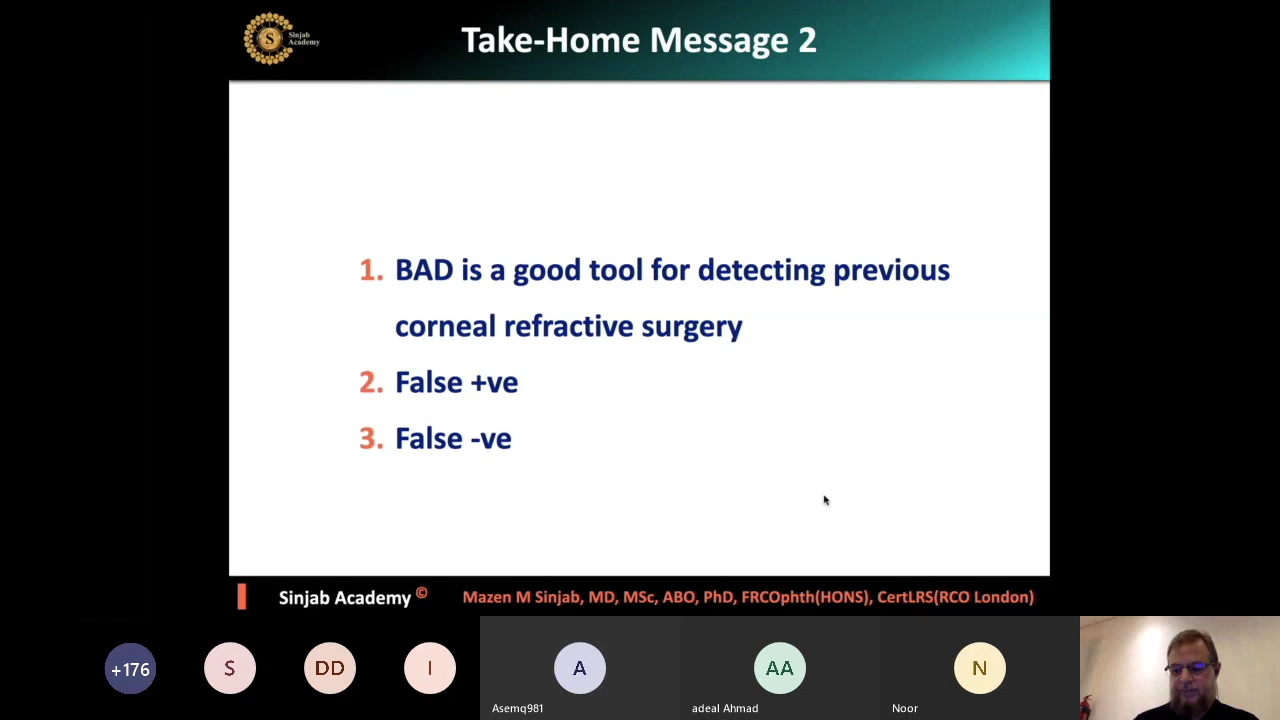 S
Sinjab
Academy
Take-Home Message 2
1. BAD is a good tool for detecting previous
corneal refractive surgery
2. False +ve
3. False -ve
Sinjab Academy © Mazen M Sinjab, MD, MSc, ABO, PhD, FRCOphth(HONS), CertLRS(RCO London)
+176 S DD I A AA N
Asemq981 adeal Ahmad Noor